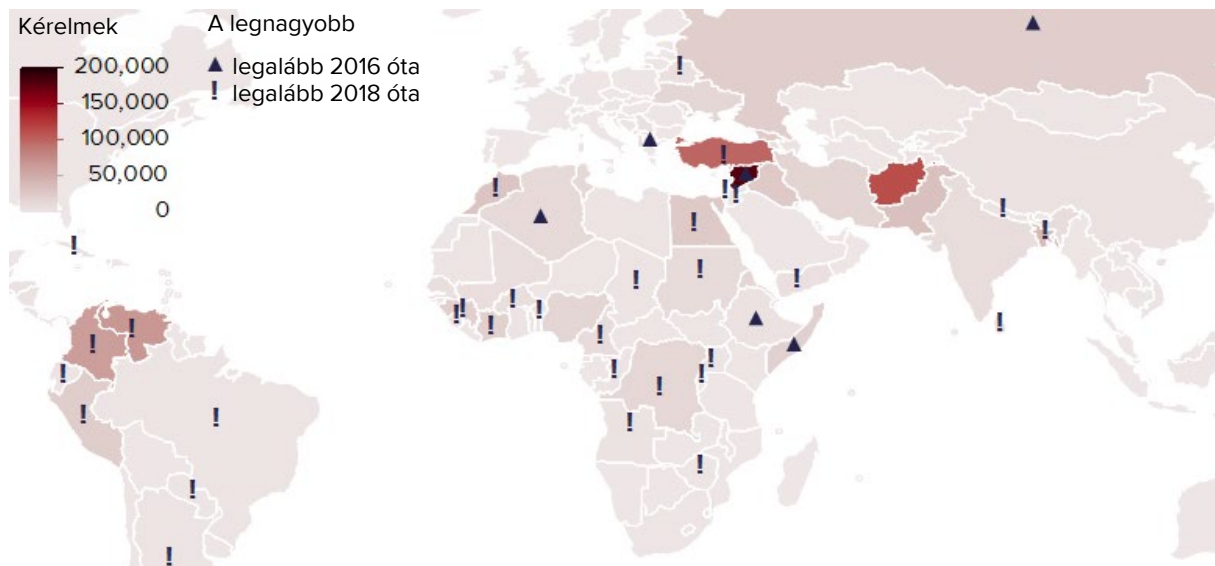 Kérelmek
200,000
150,000
100,000
50,000
0
A legnagyobb
▲ legalább 2016 óta
! legalább 2018 óta